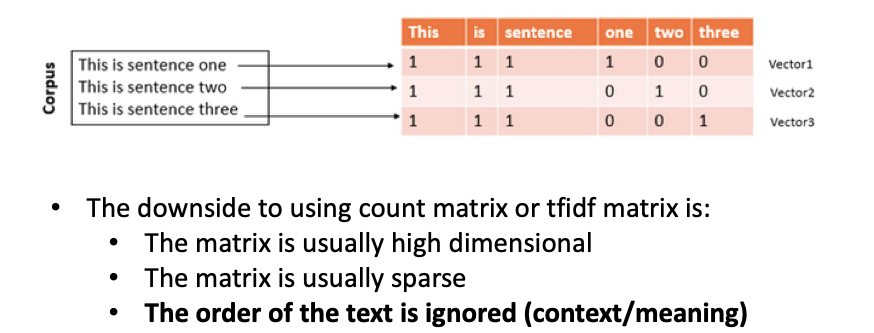 This is sentence one two three
Corpus
This is sentence one
This is sentence two
This is sentence three
1 1 1 1 0 0 Vector1
1 1 1 0 1 0 Vector2
1 1 1 0 0 1 Vector3
• The downside to using count matrix or tfidf matrix is:
• The matrix is usually high dimensional
• The matrix is usually sparse
• The order of the text is ignored (context/meaning)